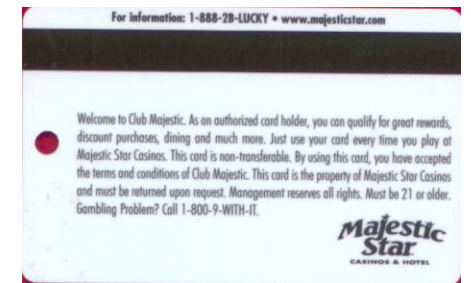 For information: 1-888-2B-LUCKY • www.majesticstar.com
Welcome to Club Majestic. As an authorized card holder, you can qualify for great rewards,
discount purchases, dining and much more. Just use your card every time you play at
Majestic Star Casinos. This card is non-transferable. By using this card, you have accepted
the terms and conditions of Club Majestic. This card is the property of Majestic Star Casinos
and must be returned upon request. Management reserves all rights. Must be 21 or older.
Gambling Problem? Call 1-800-9-WITH-IT.
Majestic
Star
CASINOS & HOTEL